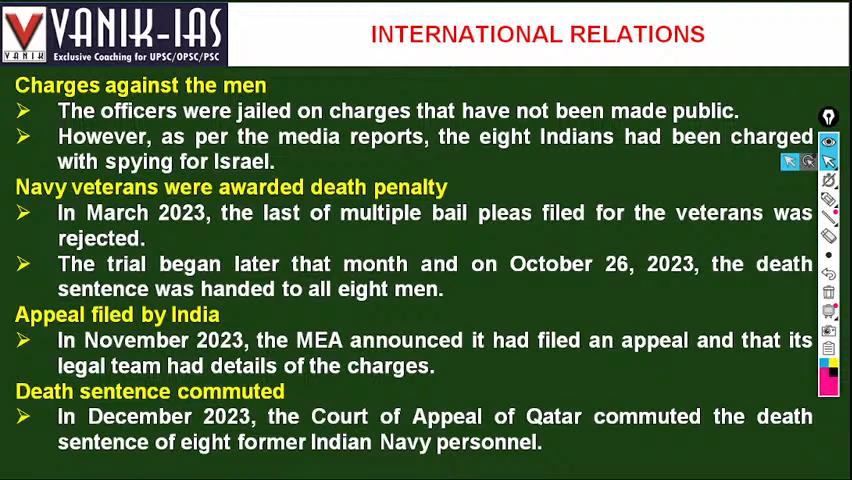 VANIK-IAS
VANIK
Exclusive Coaching for UPSC/OPSC/PSC
INTERNATIONAL RELATIONS
Charges against the men
The officers were jailed on charges that have not been made public.
However, as per the media reports, the eight Indians had been charged
with spying for Israel.
Navy veterans were awarded death penalty
In March 2023, the last of multiple bail pleas filed for the veterans was
rejected.
The trial began later that month and on October 26, 2023, the death
sentence was handed to all eight men.
Appeal filed by India
In November 2023, the MEA announced it had filed an appeal and that its
legal team had details of the charges.
Death sentence commuted
In December 2023, the Court of Appeal of Qatar commuted the death
sentence of eight former Indian Navy personnel.